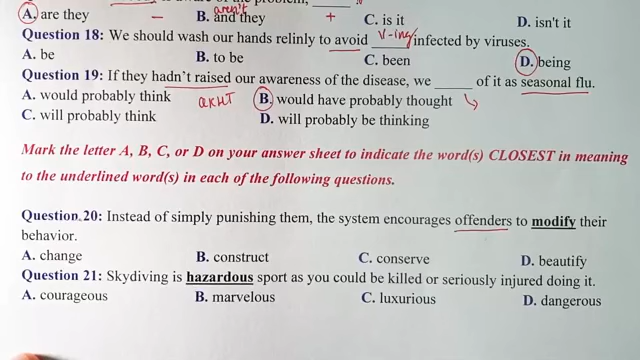 A. are they B. and they C. is it D. isn't it
aren't
− +
Question 18: We should wash our hands relinly to avoid _____ infected by viruses.
V-ing
A. be B. to be C. been D. being
Question 19: If they hadn't raised our awareness of the disease, we _____ of it as seasonal flu.
A. would probably think B. would have probably thought
QKHT
C. will probably think D. will probably be thinking
Mark the letter A, B, C, or D on your answer sheet to indicate the word(s) CLOSEST in meaning
to the underlined word(s) in each of the following questions.
Question 20: Instead of simply punishing them, the system encourages offenders to modify their
behavior.
A. change B. construct C. conserve D. beautify
Question 21: Skydiving is hazardous sport as you could be killed or seriously injured doing it.
A. courageous B. marvelous C. luxurious D. dangerous